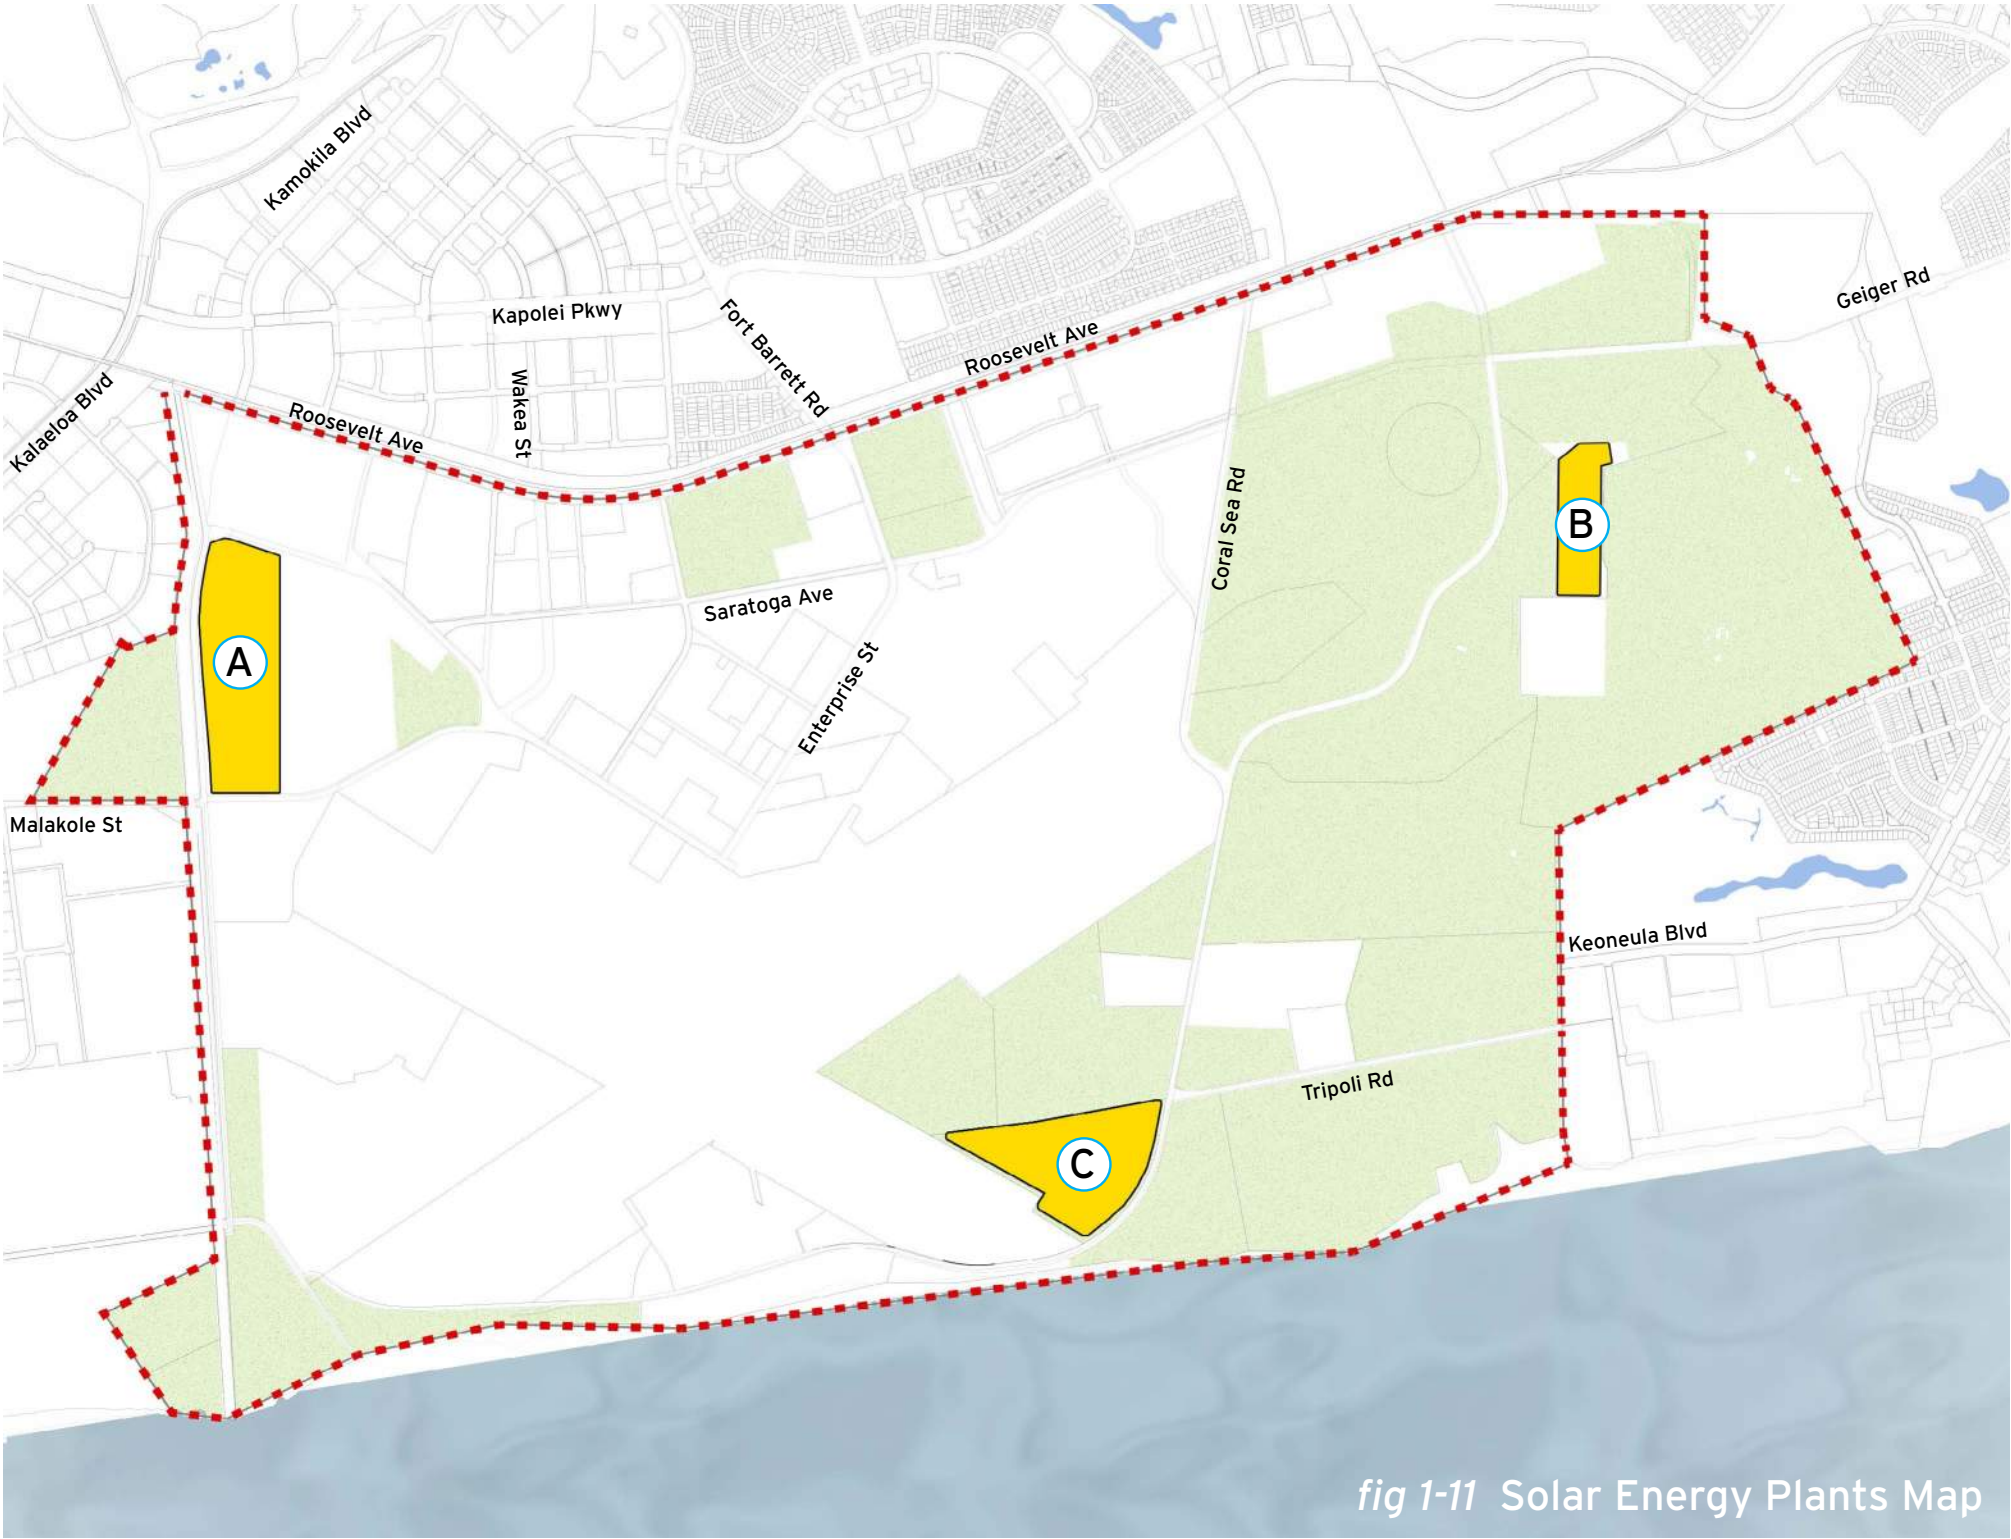 Kamokila Blvd
Geiger Rd
Kapolei Pkwy
Fort Barrett Rd
Roosevelt Ave
Kalaeloa Blvd
Wakea St
Roosevelt Ave
Coral Sea Rd
B
Saratoga Ave
A
Enterprise St
Malakole St
Keoneula Blvd
Tripoli Rd
C
fig 1-11 Solar Energy Plants Map